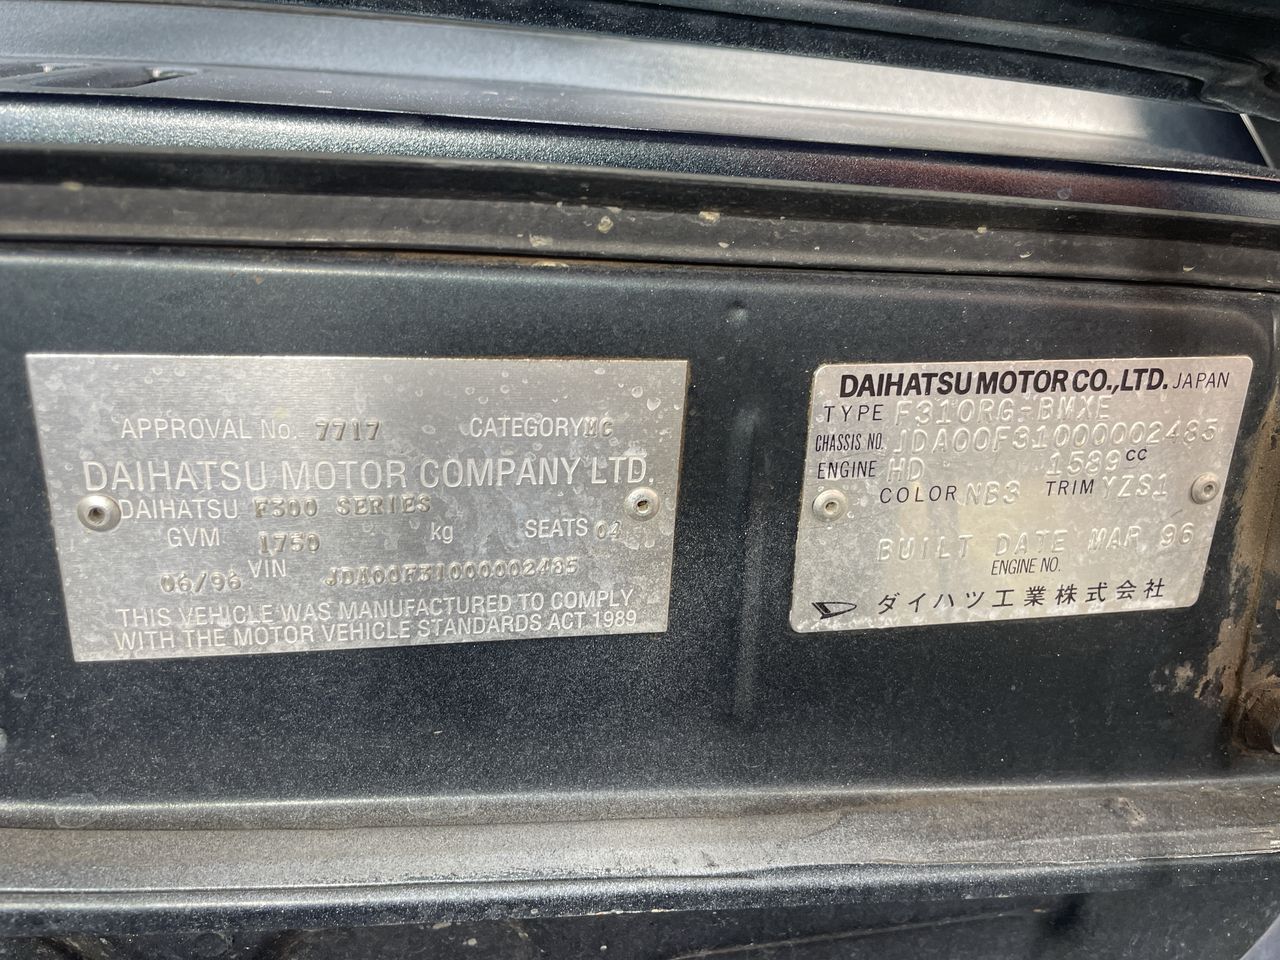 APPROVAL No. 7717 CATEGORY MC
DAIHATSU MOTOR COMPANY LTD.
DAIHATSU F300 SERIES
GVM 1750 kg SEATS 04
06/96 VIN JDA00F31000002485
THIS VEHICLE WAS MANUFACTURED TO COMPLY
WITH THE MOTOR VEHICLE STANDARDS ACT 1989
DAIHATSU MOTOR CO.,LTD. JAPAN
TYPE F310RG-BMXE
CHASSIS NO. JDA00F31000002485
ENGINE HD 1589 CC
COLOR NB3 TRIM YZS1
BUILT DATE MAR 96
ENGINE NO.
ダイハツ工業株式会社